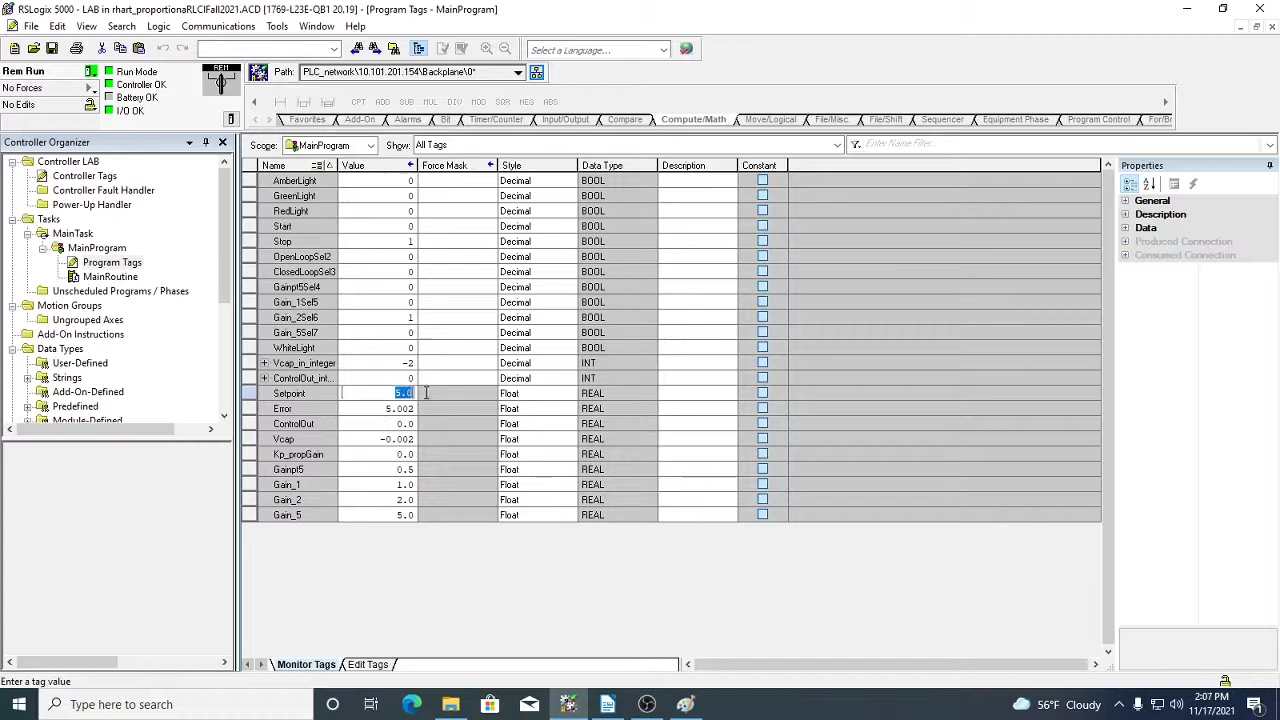 RSLogix 5000 - LAB in rhart_proportionaRLCIFall2021.ACD [1769-L23E-QB1 20.19] - [Program Tags - MainProgram]
File Edit View Search Logic Communications Tools Window Help
Select a Language...
Rem Run
No Forces
No Edits
Run Mode
Controller OK
Battery OK
I/O OK
REM
Path: PLC_network\10.101.201.154\Backplane\0*
CPT ADD SUB MUL DIV MOD SQR NEG ABS
Favorites Add-On Alarms Bit Timer/Counter Input/Output Compare Compute/Math Move/Logical File/Misc. File/Shift Sequencer Equipment Phase Program Control For/Br
Controller Organizer
Controller LAB
Controller Tags
Controller Fault Handler
Power-Up Handler
Tasks
MainTask
MainProgram
Program Tags
MainRoutine
Unscheduled Programs / Phases
Motion Groups
Ungrouped Axes
Add-On Instructions
Data Types
User-Defined
Strings
Add-On-Defined
Predefined
Module-Defined
Scope: MainProgram Show: All Tags Enter Name Filter...
Name Value Force Mask Style Data Type Description Constant
AmberLight 0 Decimal BOOL
GreenLight 0 Decimal BOOL
RedLight 0 Decimal BOOL
Start 0 Decimal BOOL
Stop 1 Decimal BOOL
OpenLoopSel2 0 Decimal BOOL
ClosedLoopSel3 0 Decimal BOOL
Gainpt5Sel4 0 Decimal BOOL
Gain_1Sel5 0 Decimal BOOL
Gain_2Sel6 1 Decimal BOOL
Gain_5Sel7 0 Decimal BOOL
WhiteLight 0 Decimal BOOL
Vcap_in_integer -2 Decimal INT
ControlOut_int... 0 Decimal INT
Setpoint 5.0 Float REAL
Error 5.002 Float REAL
ControlOut 0.0 Float REAL
Vcap -0.002 Float REAL
Kp_propGain 0.0 Float REAL
Gainpt5 0.5 Float REAL
Gain_1 1.0 Float REAL
Gain_2 2.0 Float REAL
Gain_5 5.0 Float REAL
Properties
General
Description
Data
Produced Connection
Consumed Connection
Monitor Tags Edit Tags
Enter a tag value
Type here to search
36°F Cloudy
2:07 PM
11/17/2021